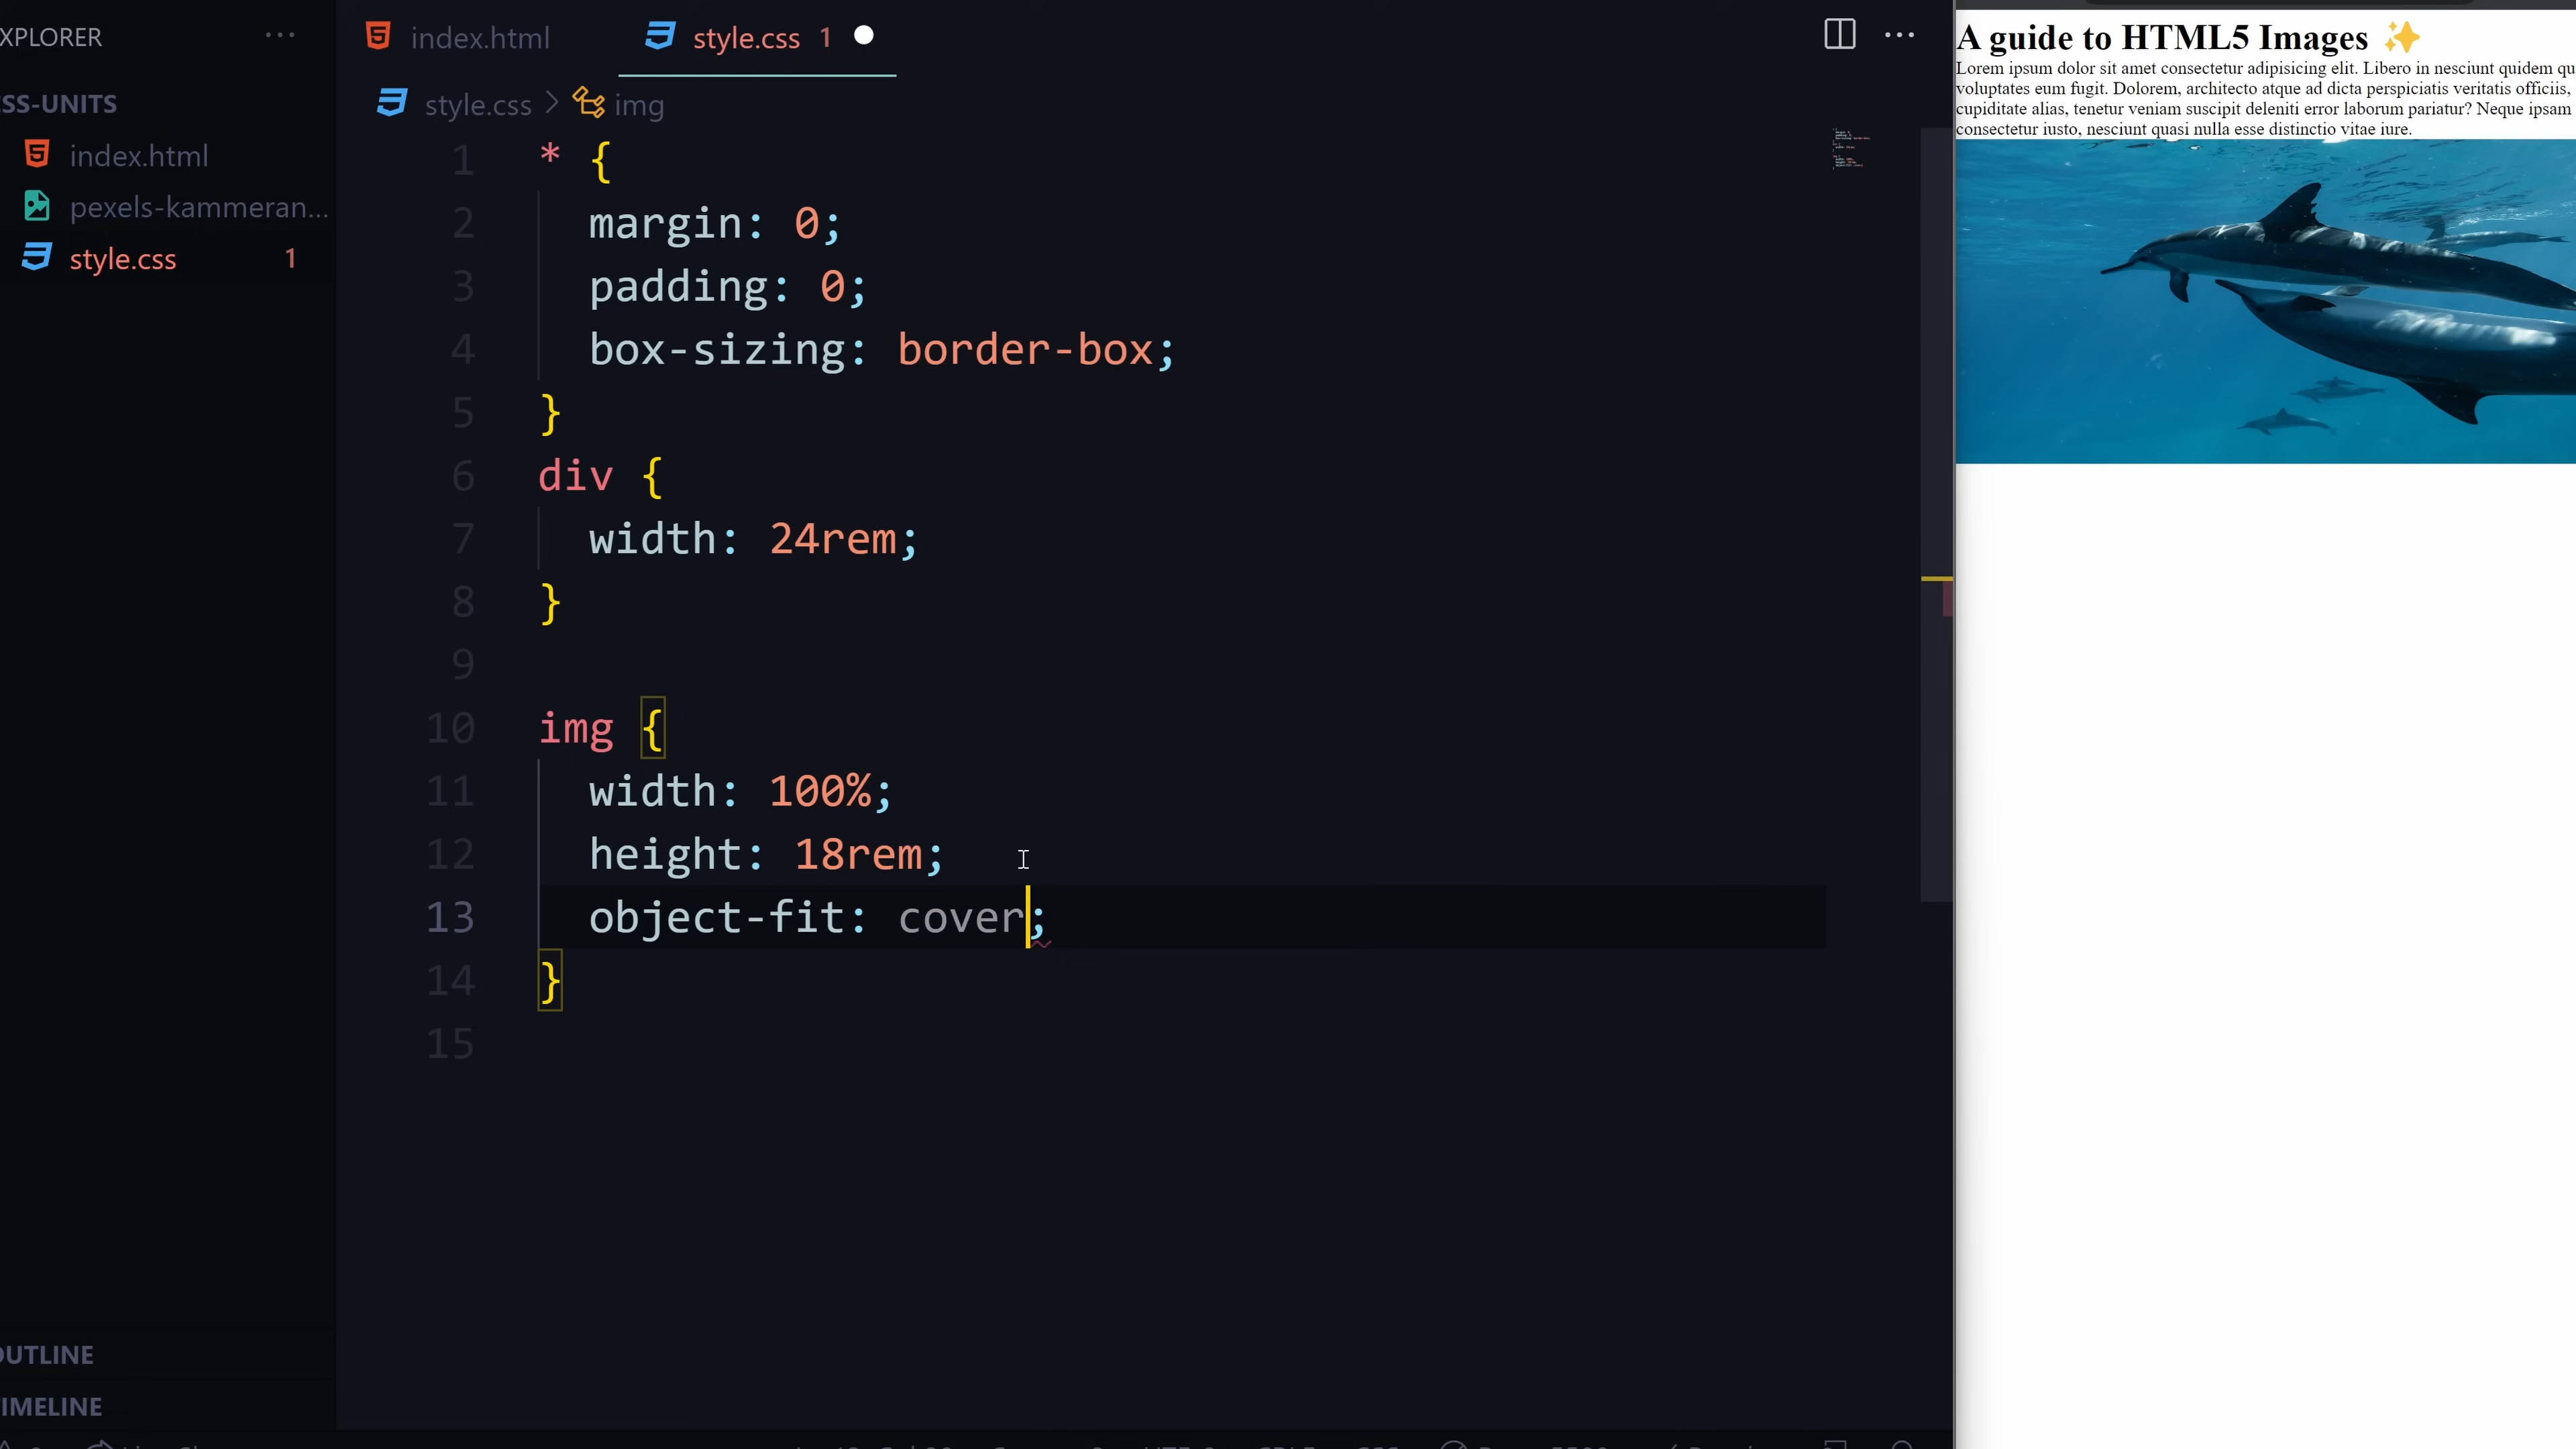 XPLORER
SS-UNITS
index.html
pexels-kammeran...
style.css 1
OUTLINE
TIMELINE
index.html
style.css 1
style.css > img
1 * {
2 margin: 0;
3 padding: 0;
4 box-sizing: border-box;
5 }
6 div {
7 width: 24rem;
8 }
9
10 img {
11 width: 100%;
12 height: 18rem;
13 object-fit: cover;
14 }
15
A guide to HTML5 Images ✨
Lorem ipsum dolor sit amet consectetur adipisicing elit. Libero in nesciunt quidem qu
voluptates eum fugit. Dolorem, architecto atque ad dicta perspiciatis veritatis officiis,
cupiditate alias, tenetur veniam suscipit deleniti error laborum pariatur? Neque ipsam
consectetur iusto, nesciunt quasi nulla esse distinctio vitae iure.